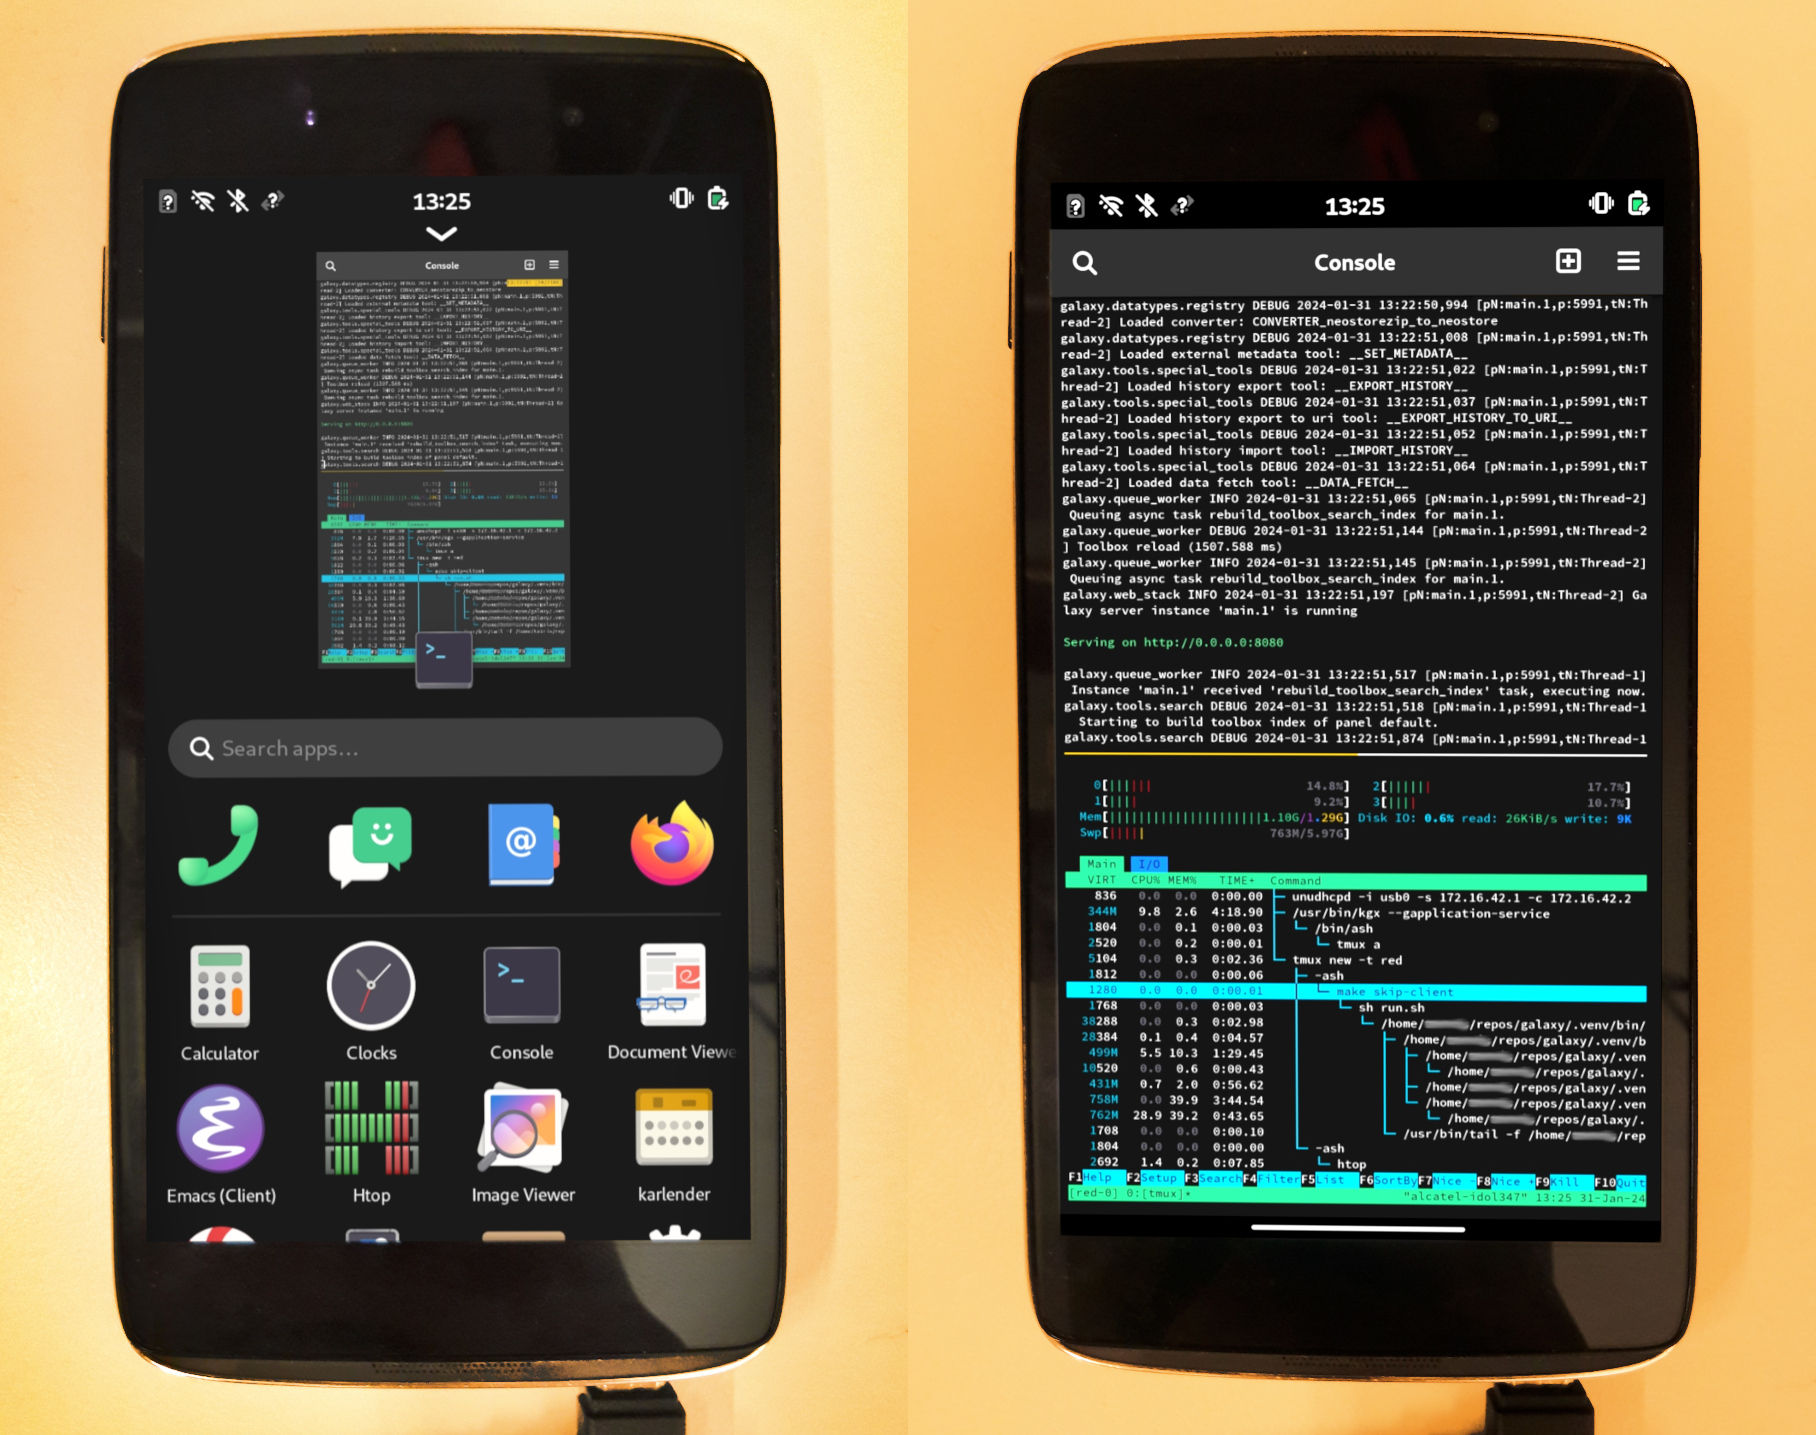 13:25
Console
Search apps...
Calculator
Clocks
Console
Document Viewe
Emacs (Client)
Htop
Image Viewer
karlender
13:25
Console
galaxy.datatypes.registry DEBUG 2024-01-31 13:22:50,994 [pN:main.1,p:5991,tN:Th
read-2] Loaded converter: CONVERTER_neostorezip_to_neostore
galaxy.datatypes.registry DEBUG 2024-01-31 13:22:51,008 [pN:main.1,p:5991,tN:Th
read-2] Loaded external metadata tool: __SET_METADATA__
galaxy.tools.special_tools DEBUG 2024-01-31 13:22:51,022 [pN:main.1,p:5991,tN:T
hread-2] Loaded history export tool: __EXPORT_HISTORY__
galaxy.tools.special_tools DEBUG 2024-01-31 13:22:51,037 [pN:main.1,p:5991,tN:T
hread-2] Loaded history export to uri tool: __EXPORT_HISTORY_TO_URI__
galaxy.tools.special_tools DEBUG 2024-01-31 13:22:51,052 [pN:main.1,p:5991,tN:T
hread-2] Loaded history import tool: __IMPORT_HISTORY__
galaxy.tools.special_tools DEBUG 2024-01-31 13:22:51,064 [pN:main.1,p:5991,tN:T
hread-2] Loaded data fetch tool: __DATA_FETCH__
galaxy.queue_worker INFO 2024-01-31 13:22:51,065 [pN:main.1,p:5991,tN:Thread-2]
Queuing async task rebuild_toolbox_search_index for main.1.
galaxy.queue_worker DEBUG 2024-01-31 13:22:51,144 [pN:main.1,p:5991,tN:Thread-2
] Toolbox reload (1507.588 ms)
galaxy.queue_worker INFO 2024-01-31 13:22:51,145 [pN:main.1,p:5991,tN:Thread-2]
Queuing async task rebuild_toolbox_search_index for main.1.
galaxy.web_stack INFO 2024-01-31 13:22:51,197 [pN:main.1,p:5991,tN:Thread-2] Ga
laxy server instance 'main.1' is running
Serving on http://0.0.0.0:8080
galaxy.queue_worker INFO 2024-01-31 13:22:51,517 [pN:main.1,p:5991,tN:Thread-1]
Instance 'main.1' received 'rebuild_toolbox_search_index' task, executing now.
galaxy.tools.search DEBUG 2024-01-31 13:22:51,518 [pN:main.1,p:5991,tN:Thread-1
Starting to build toolbox index of panel default.
galaxy.tools.search DEBUG 2024-01-31 13:22:51,874 [pN:main.1,p:5991,tN:Thread-1
0[ 14.8%] 2[ 17.7%]
1[ 9.2%] 3[ 10.7%]
Mem[ 1.10G/1.29G] Disk IO: 0.6% read: 26KiB/s write: 9K
Swp[ 763M/5.97G]
Main I/O
VIRT CPU% MEM% TIME+ Command
836 0.0 0.0 0:00.00 unudhcpd -i usb0 -s 172.16.42.1 -c 172.16.42.2
344M 9.8 2.6 4:18.90 /usr/bin/kgx --gapplication-service
1804 0.0 0.1 0:00.03 /bin/ash
2520 0.0 0.2 0:00.01 tmux a
5104 0.0 0.3 0:02.36 tmux new -t red
1812 0.0 0.0 0:00.06 -ash
1280 0.0 0.0 0:00.01 make skip-client
1768 0.0 0.0 0:00.03 sh run.sh
38288 0.0 0.3 0:02.98 /home/ /repos/galaxy/.venv/bin/
28384 0.1 0.4 0:04.57 /home/ /repos/galaxy/.venv/b
499M 5.5 10.3 1:29.45 /home/ /repos/galaxy/.ven
10520 0.0 0.6 0:00.43 /home/ /repos/galaxy/.
431M 0.7 2.0 0:56.62 /home/ /repos/galaxy/.ven
758M 0.0 39.9 3:44.54 /home/ /repos/galaxy/.ven
762M 28.9 39.2 0:43.65 /home/ /repos/galaxy/.
1708 0.0 0.0 0:00.10 /usr/bin/tail -f /home/ /rep
1804 0.0 0.0 0:00.00 -ash
2692 1.4 0.2 0:07.85 htop
F1Help F2Setup F3SearchF4FilterF5List F6SortByF7Nice -F8Nice +F9Kill F10Quit
[red-0] 0:[tmux]* "alcatel-idol347" 13:25 31-Jan-24